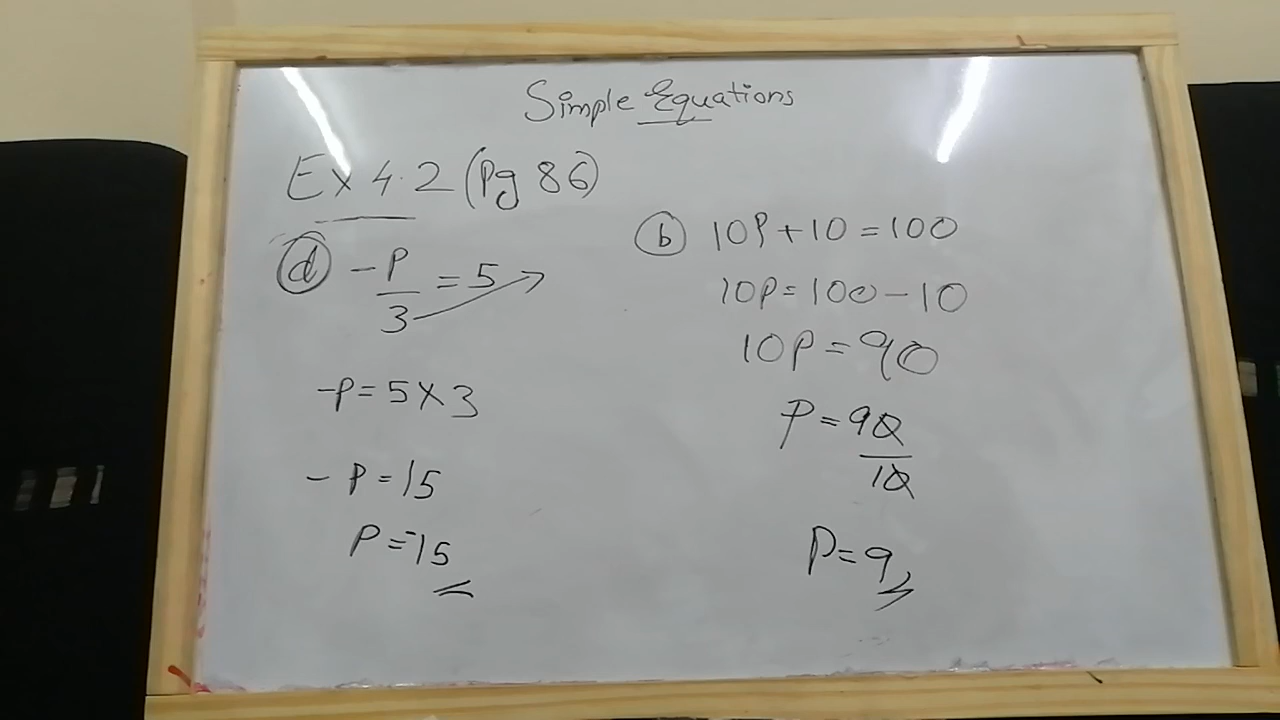 Simple Equations
Ex 4.2 (Pg 86)
(d) -P/3 = 5
-P = 5 × 3
- P = 15
P = -15
(b) 10P + 10 = 100
10P = 100 - 10
10P = 90
P = 90/10
P = 9